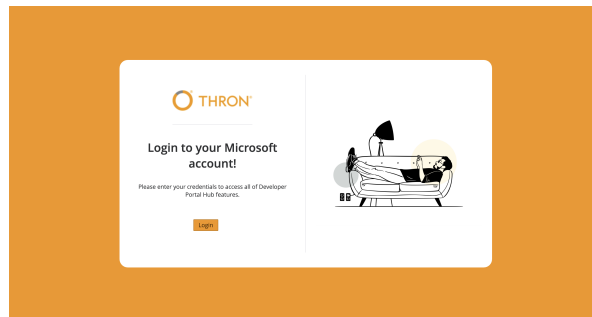 THRON
Login to your Microsoft
account!
Please enter your credentials to access all of Developer
Portal Hub features.
Login